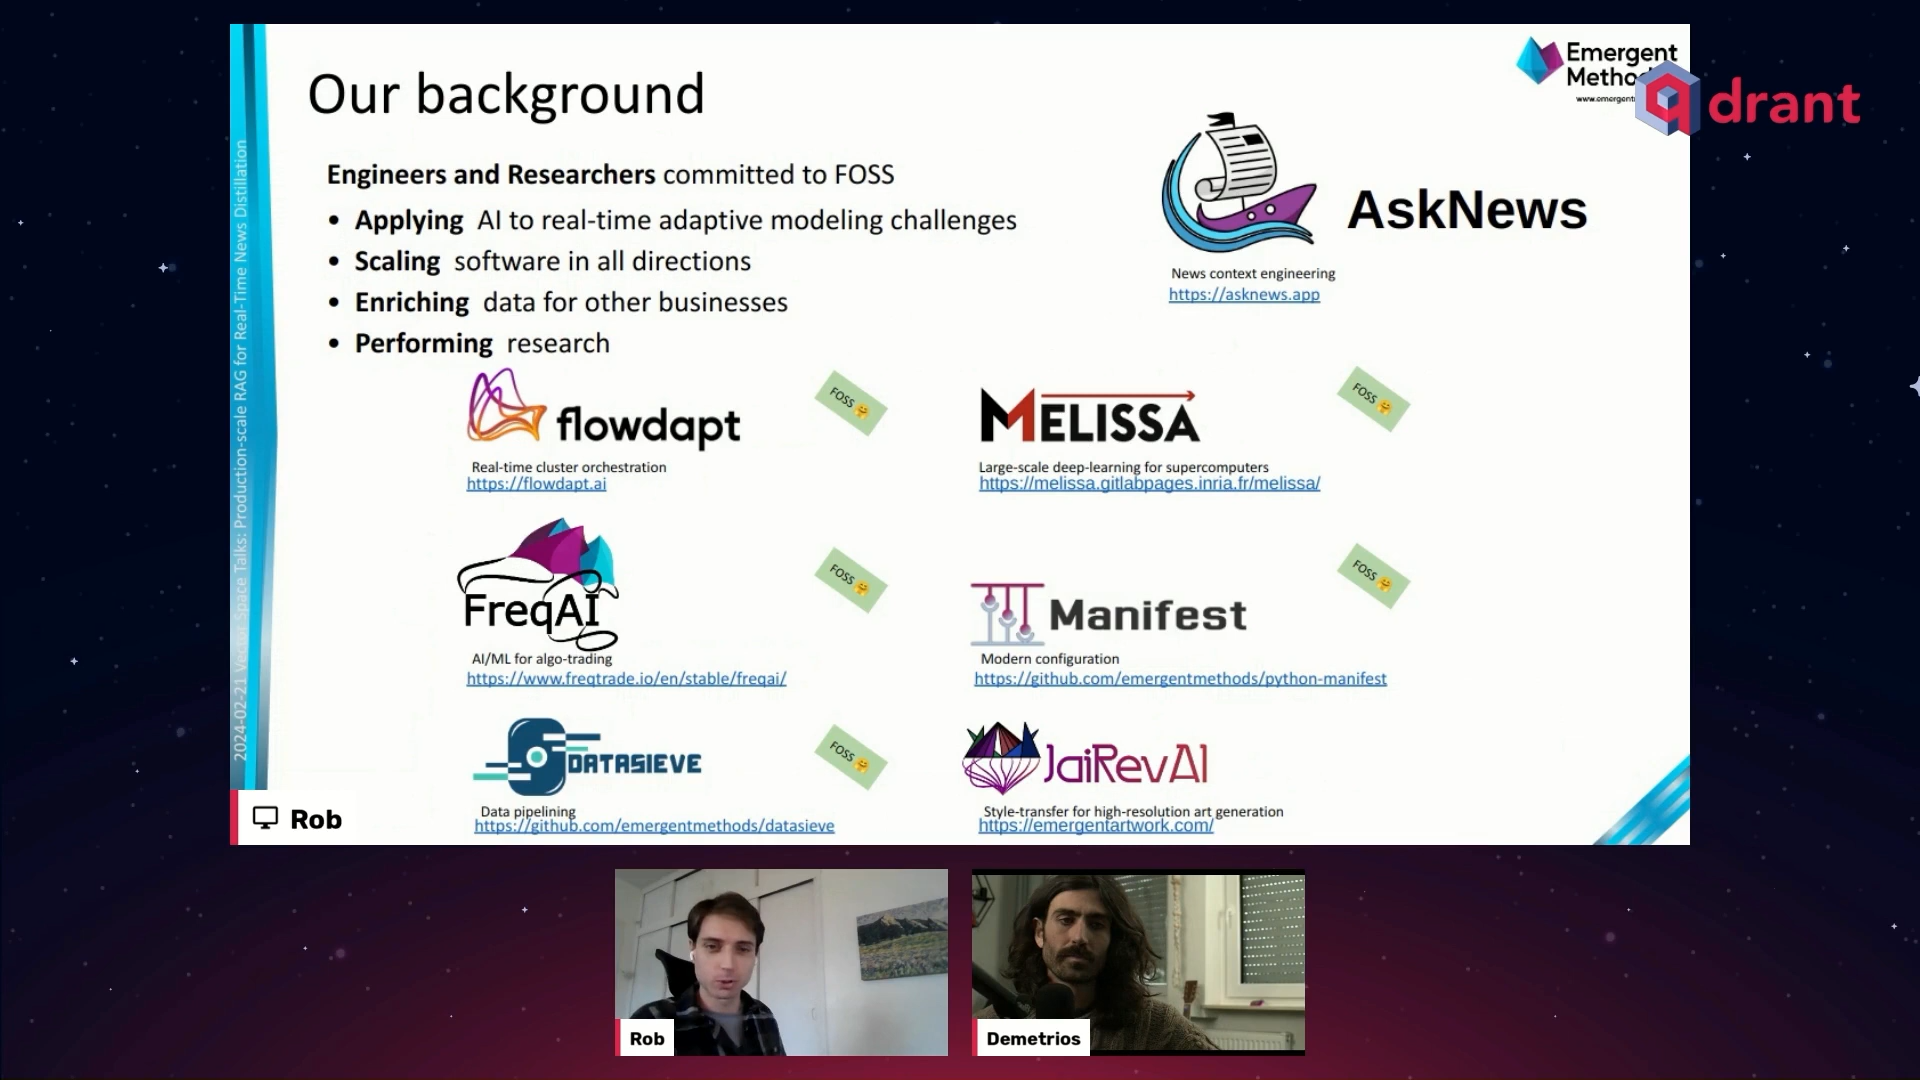 Our background
Emergent
Metho
www.emergent
qdrant
Engineers and Researchers committed to FOSS
• Applying AI to real-time adaptive modeling challenges
• Scaling software in all directions
• Enriching data for other businesses
• Performing research
AskNews
News context engineering
https://asknews.app
flowdapt
FOSS 🤗
Real-time cluster orchestration
https://flowdapt.ai
MELISSA
FOSS 🤗
Large-scale deep-learning for supercomputers
https://melissa.gitlabpages.inria.fr/melissa/
FreqAI
FOSS 🤗
AI/ML for algo-trading
https://www.freqtrade.io/en/stable/freqai/
Manifest
FOSS 🤗
Modern configuration
https://github.com/emergentmethods/python-manifest
DATASIEVE
FOSS 🤗
Data pipelining
https://github.com/emergentmethods/datasieve
JaiRevAI
Style-transfer for high-resolution art generation
https://emergentartwork.com/
2024-02-21 Vector Space Talks: Production-scale RAG for Real-Time News Distillation
Rob
Rob
Demetrios